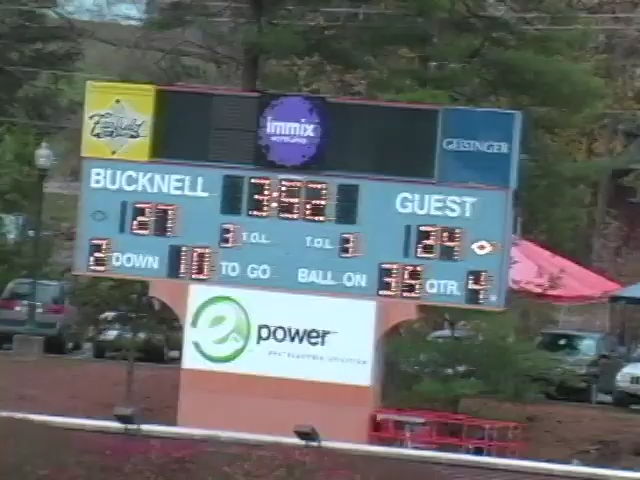 immix
GEISINGER
BUCKNELL 3:52 GUEST
27 3 T.O.L. T.O.L. 3 24
2 DOWN 10 TO GO BALL ON 35 QTR. 4
e power